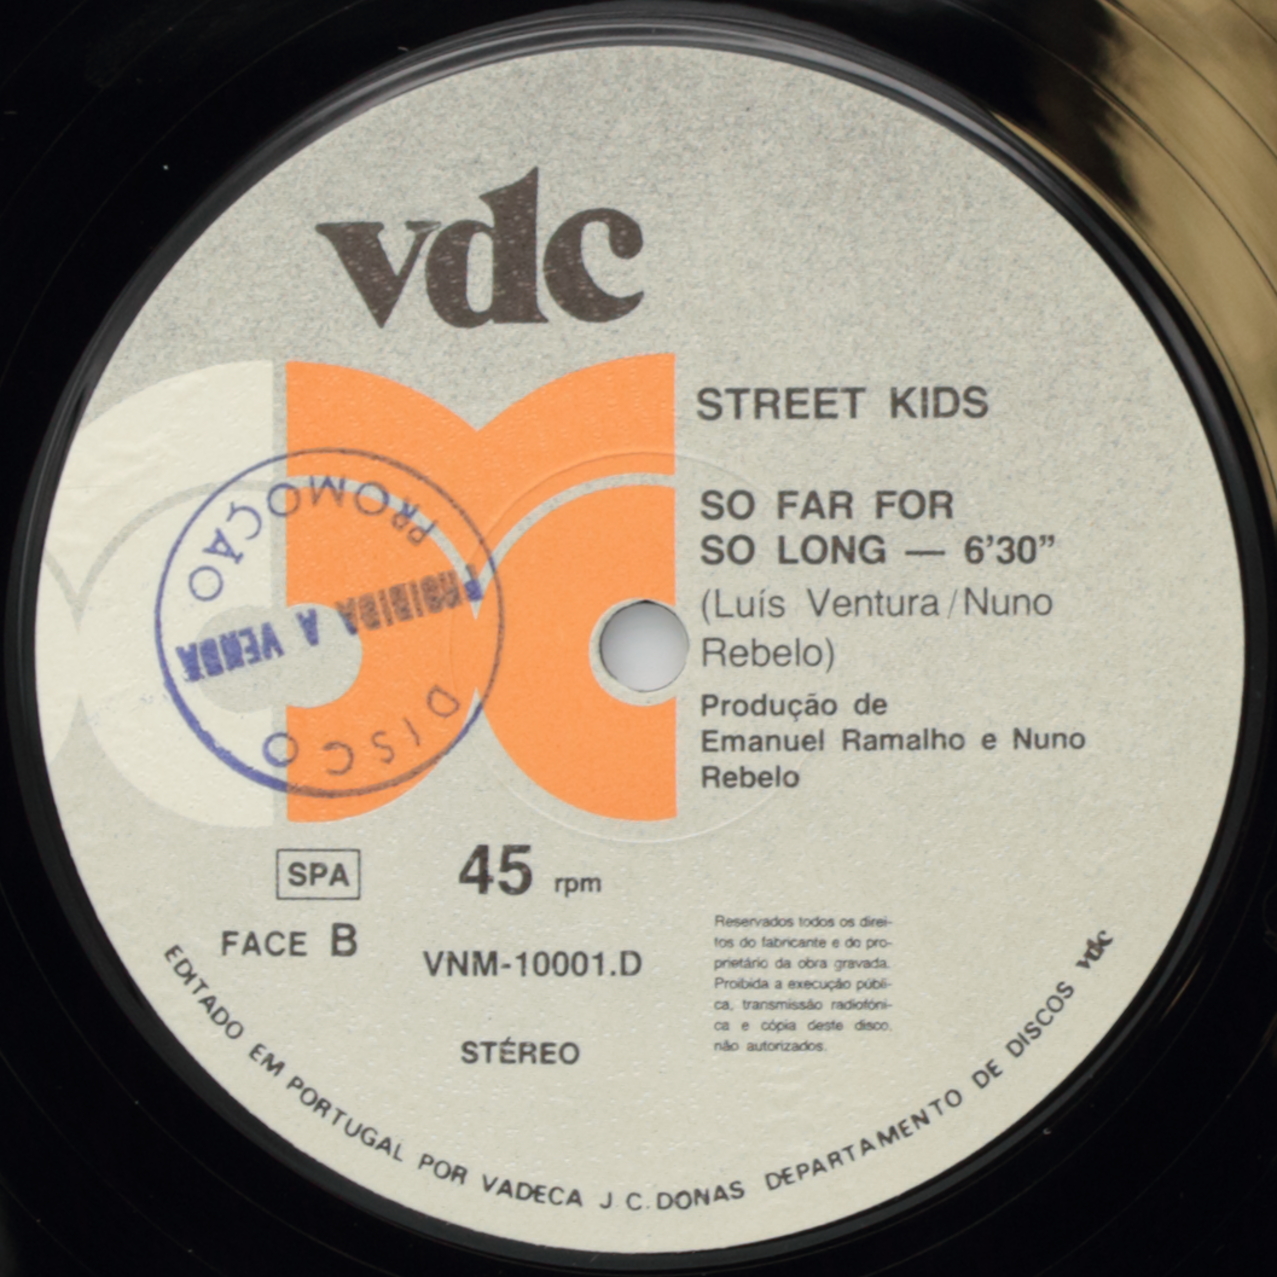 vdc
STREET KIDS
SO FAR FOR
SO LONG — 6'30"
(Luís Ventura/Nuno
Rebelo)
Produção de
Emanuel Ramalho e Nuno
Rebelo
DISCO
PROIBIDA A VENDA
PROMOÇÃO
SPA
45 rpm
FACE B
VNM-10001.D
STÉREO
Reservados todos os direi-
tos do fabricante e do pro-
prietário da obra gravada.
Proibida a execução públi-
ca, transmissão radiofóni-
ca e cópia deste disco,
não autorizados.
EDITADO EM PORTUGAL POR VADECA J.C.DONAS DEPARTAMENTO DE DISCOS vdc